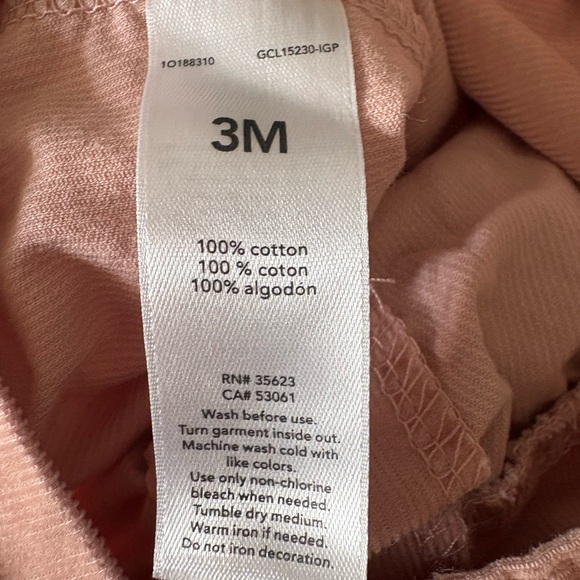 1O188310 GCL15230-IGP
3M
100% cotton
100 % coton
100% algodón
RN# 35623
CA# 53061
Wash before use.
Turn garment inside out.
Machine wash cold with
like colors.
Use only non-chlorine
bleach when needed.
Tumble dry medium.
Warm iron if needed.
Do not iron decoration.